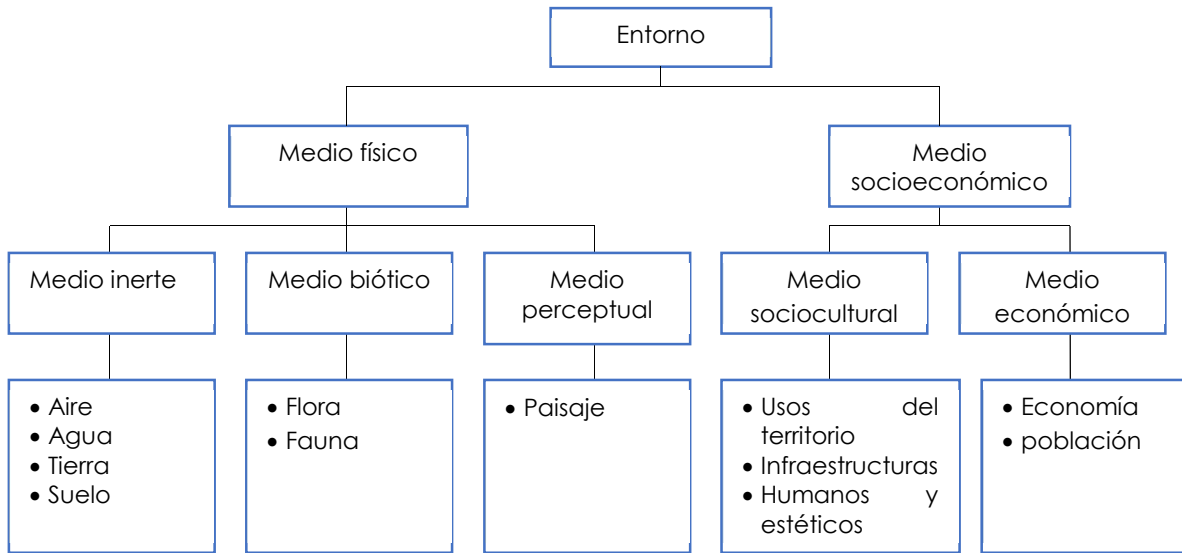 Entorno
Medio físico
Medio
socioeconómico
Medio inerte
Medio biótico
Medio
perceptual
Medio
sociocultural
Medio
económico
• Aire
• Agua
• Tierra
• Suelo
• Flora
• Fauna
• Paisaje
• Usos del
territorio
• Infraestructuras
• Humanos y
estéticos
• Economía
• población